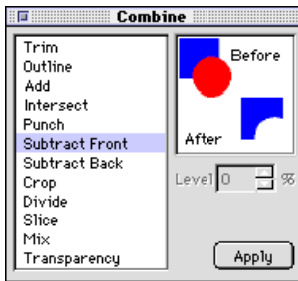 Combine
Trim
Outline
Add
Intersect
Punch
Subtract Front
Subtract Back
Crop
Divide
Slice
Mix
Transparency
Before
After
Level 0 %
Apply